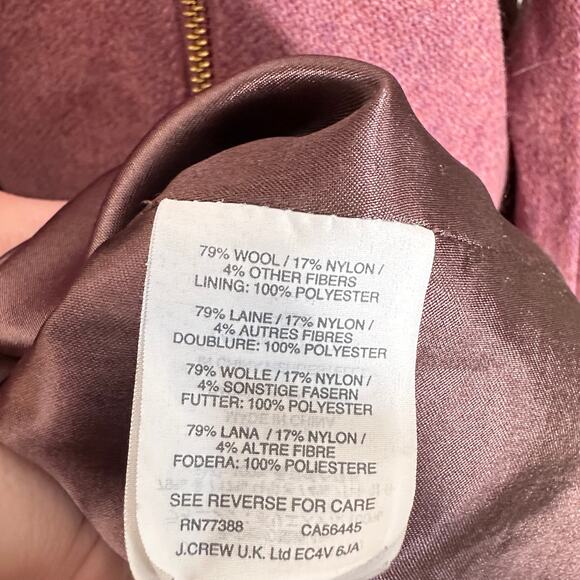 79% WOOL / 17% NYLON /
4% OTHER FIBERS
LINING: 100% POLYESTER
79% LAINE / 17% NYLON /
4% AUTRES FIBRES
DOUBLURE: 100% POLYESTER
79% WOLLE / 17% NYLON /
4% SONSTIGE FASERN
FUTTER: 100% POLYESTER
79% LANA / 17% NYLON /
4% ALTRE FIBRE
FODERA: 100% POLIESTERE
SEE REVERSE FOR CARE
RN77388 CA56445
J.CREW U.K. Ltd EC4V 6JA